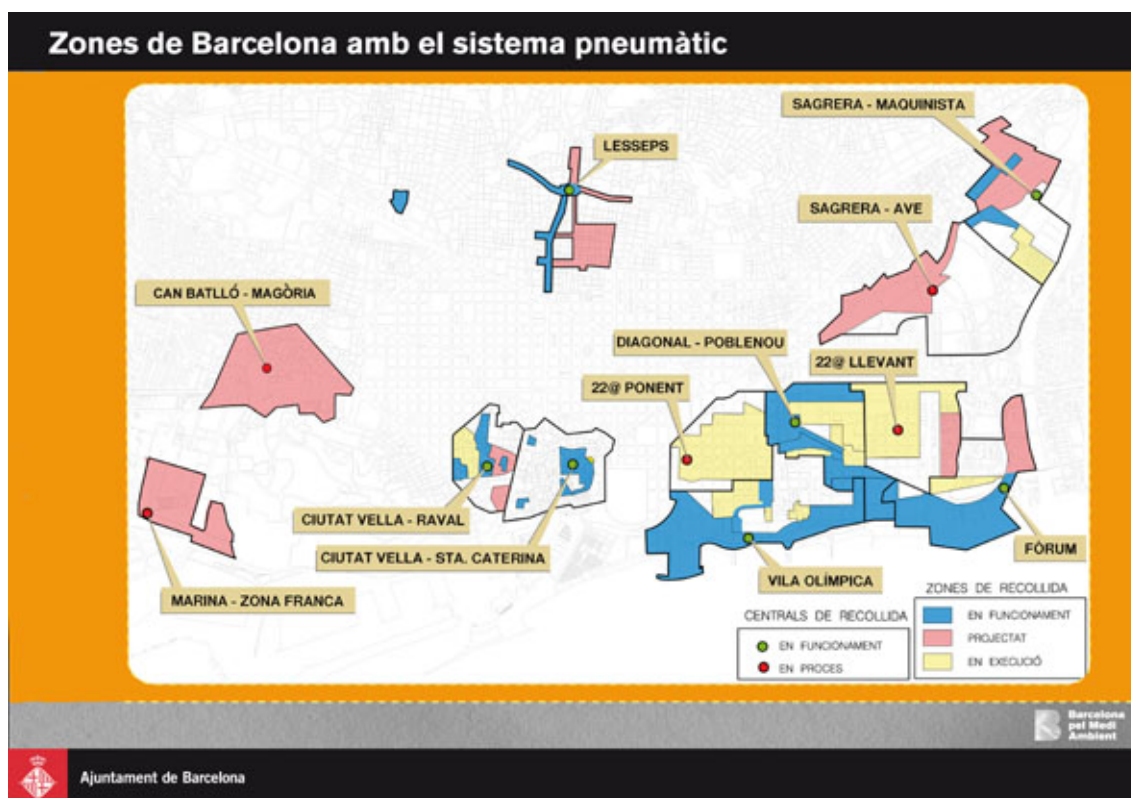 Zones de Barcelona amb el sistema pneumàtic
SAGRERA - MAQUINISTA
LESSEPS
SAGRERA - AVE
CAN BATLLÓ - MAGÒRIA
DIAGONAL - POBLENOU
22@ LLEVANT
22@ PONENT
CIUTAT VELLA - RAVAL
CIUTAT VELLA - STA. CATERINA
FÒRUM
VILA OLÍMPICA
MARINA - ZONA FRANCA
CENTRALS DE RECOLLIDA
EN FUNCIONAMENT
EN PROCES
ZONES DE RECOLLIDA
EN FUNCIONAMENT
PROJECTAT
EN EXECUCIÓ
Barcelona
pel Medi
Ambient
Ajuntament de Barcelona